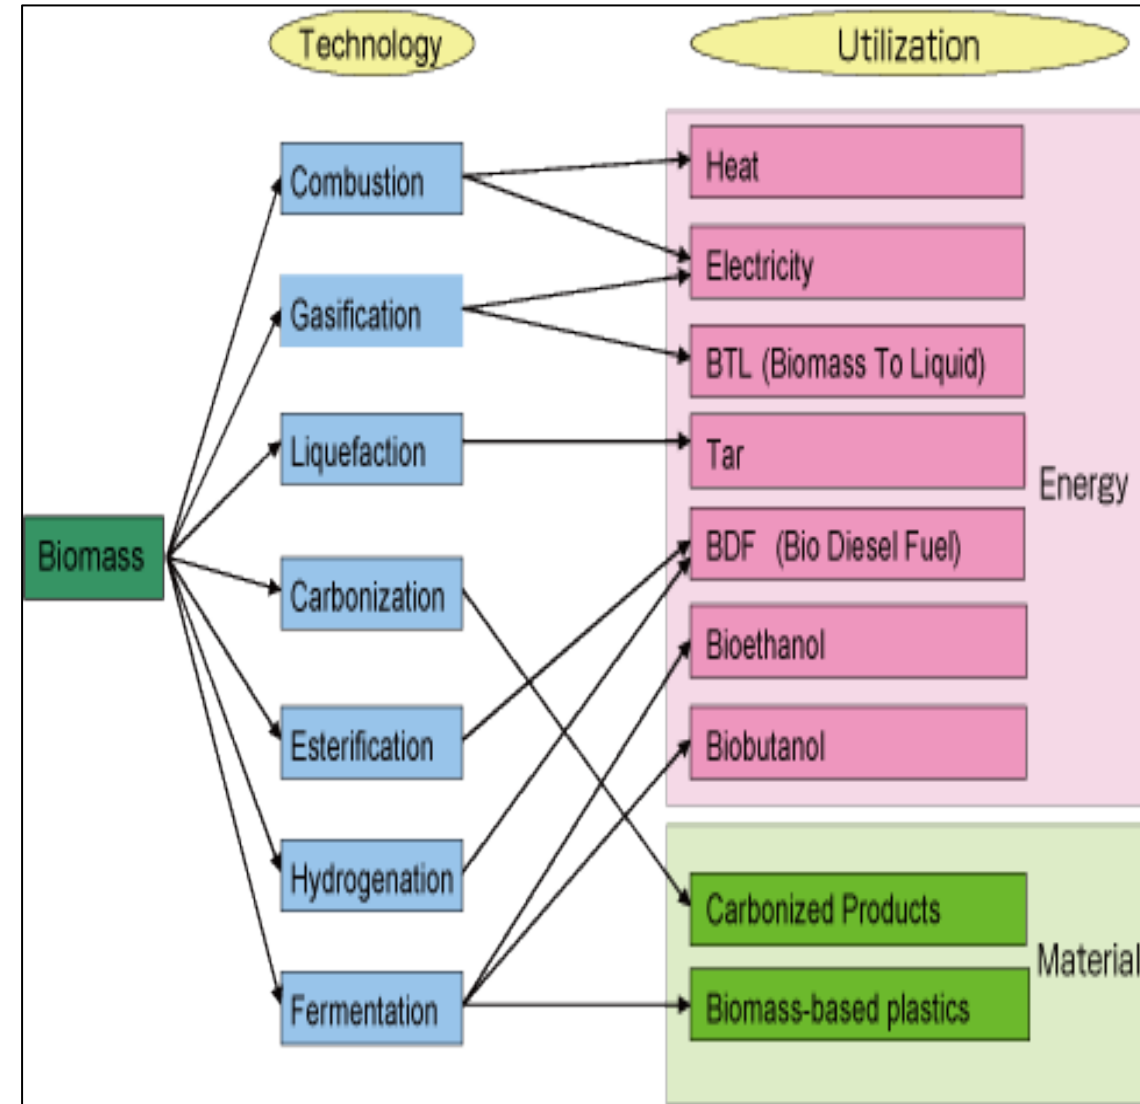 Technology
Utilization
Biomass
Combustion
Gasification
Liquefaction
Carbonization
Esterification
Hydrogenation
Fermentation
Heat
Electricity
BTL (Biomass To Liquid)
Tar
BDF (Bio Diesel Fuel)
Bioethanol
Biobutanol
Energy
Carbonized Products
Biomass-based plastics
Material